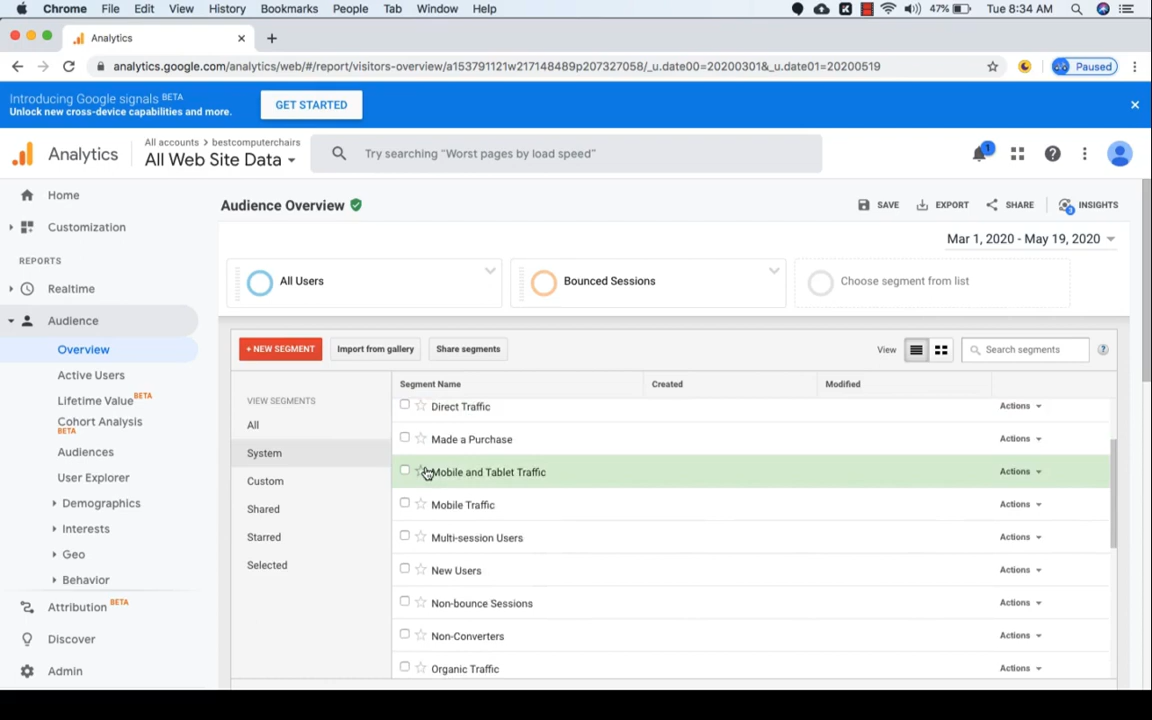 Chrome File Edit View History Bookmarks People Tab Window Help
47% Tue 8:34 AM
Analytics
analytics.google.com/analytics/web/#/report/visitors-overview/a153791121w217148489p207327058/_u.date00=20200301&_u.date01=20200519
Paused
Introducing Google signals BETA
Unlock new cross-device capabilities and more.
GET STARTED
Analytics
All accounts > bestcomputerchairs
All Web Site Data
Try searching "Worst pages by load speed"
1
Home
Customization
REPORTS
Realtime
Audience
Overview
Active Users
Lifetime Value BETA
Cohort Analysis
BETA
Audiences
User Explorer
Demographics
Interests
Geo
Behavior
Attribution BETA
Discover
Admin
Audience Overview
SAVE EXPORT SHARE INSIGHTS
3
Mar 1, 2020 - May 19, 2020
All Users
Bounced Sessions
Choose segment from list
+ NEW SEGMENT
Import from gallery
Share segments
View
Search segments
?
VIEW SEGMENTS
All
System
Custom
Shared
Starred
Selected
Segment Name Created Modified
Direct Traffic Actions
Made a Purchase Actions
Mobile and Tablet Traffic Actions
Mobile Traffic Actions
Multi-session Users Actions
New Users Actions
Non-bounce Sessions Actions
Non-Converters Actions
Organic Traffic Actions